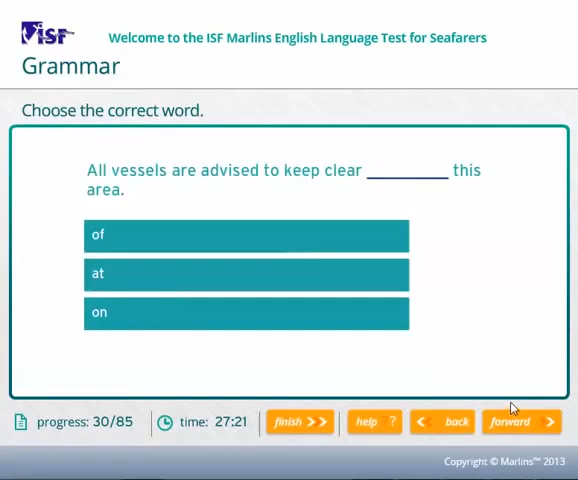 ISF
Welcome to the ISF Marlins English Language Test for Seafarers
Grammar
Choose the correct word.
All vessels are advised to keep clear _________ this
area.
of
at
on
progress: 30/85 time: 27:21 finish >> help ? << back forward >
Copyright © Marlins™ 2013